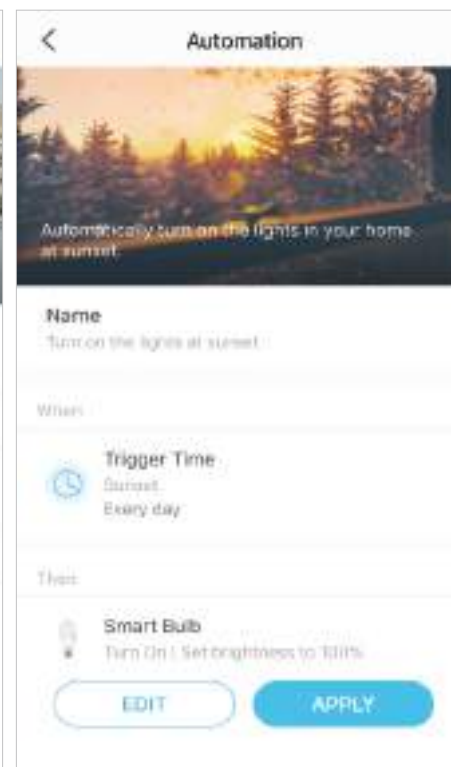 Automation
Automatically turn on the lights in your home
at sunset.
Name
Turn on the lights at sunset
When
Trigger Time
Sunset
Every day
Then
Smart Bulb
Turn On | Set brightness to 100%
EDIT
APPLY